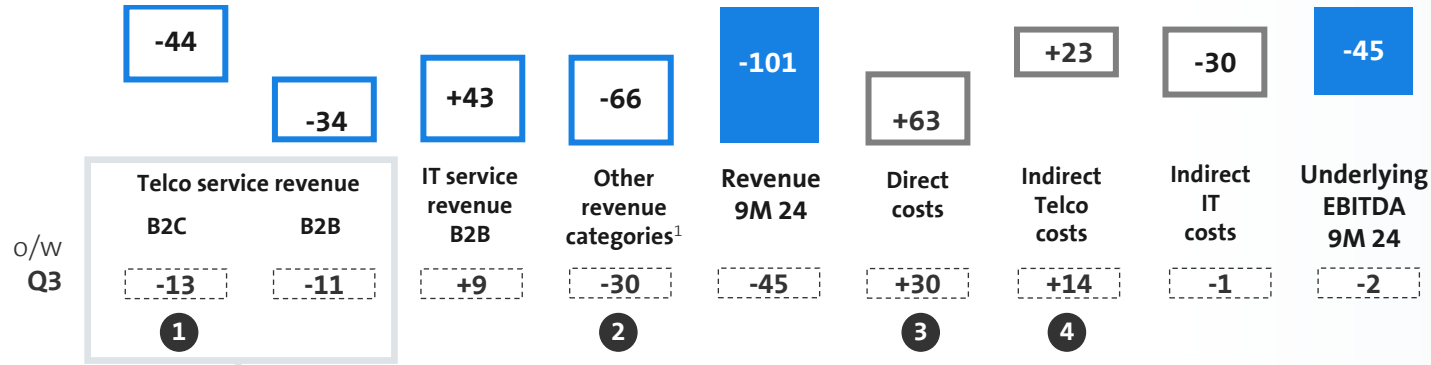 -44
-34
+43
-66
-101
+63
+23
-30
-45
Telco service revenue
B2C
B2B
IT service
revenue
B2B
Other
revenue
categories1
Revenue
9M 24
Direct
costs
Indirect
Telco
costs
Indirect
IT
costs
Underlying
EBITDA
9M 24
o/w
Q3
-13
-11
+9
-30
-45
+30
+14
-1
-2
1
2
3
4